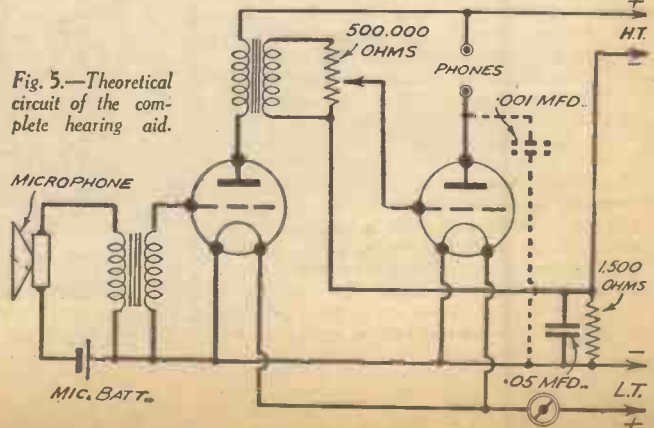 Fig. 5.—Theoretical
circuit of the com-
plete hearing aid.
500.000
OHMS
PHONES
+
H.T.
-
.001 MFD..
MICROPHONE
1,500
OHMS
MIC. BATT..
.05 MFD..
-
L.T.
+